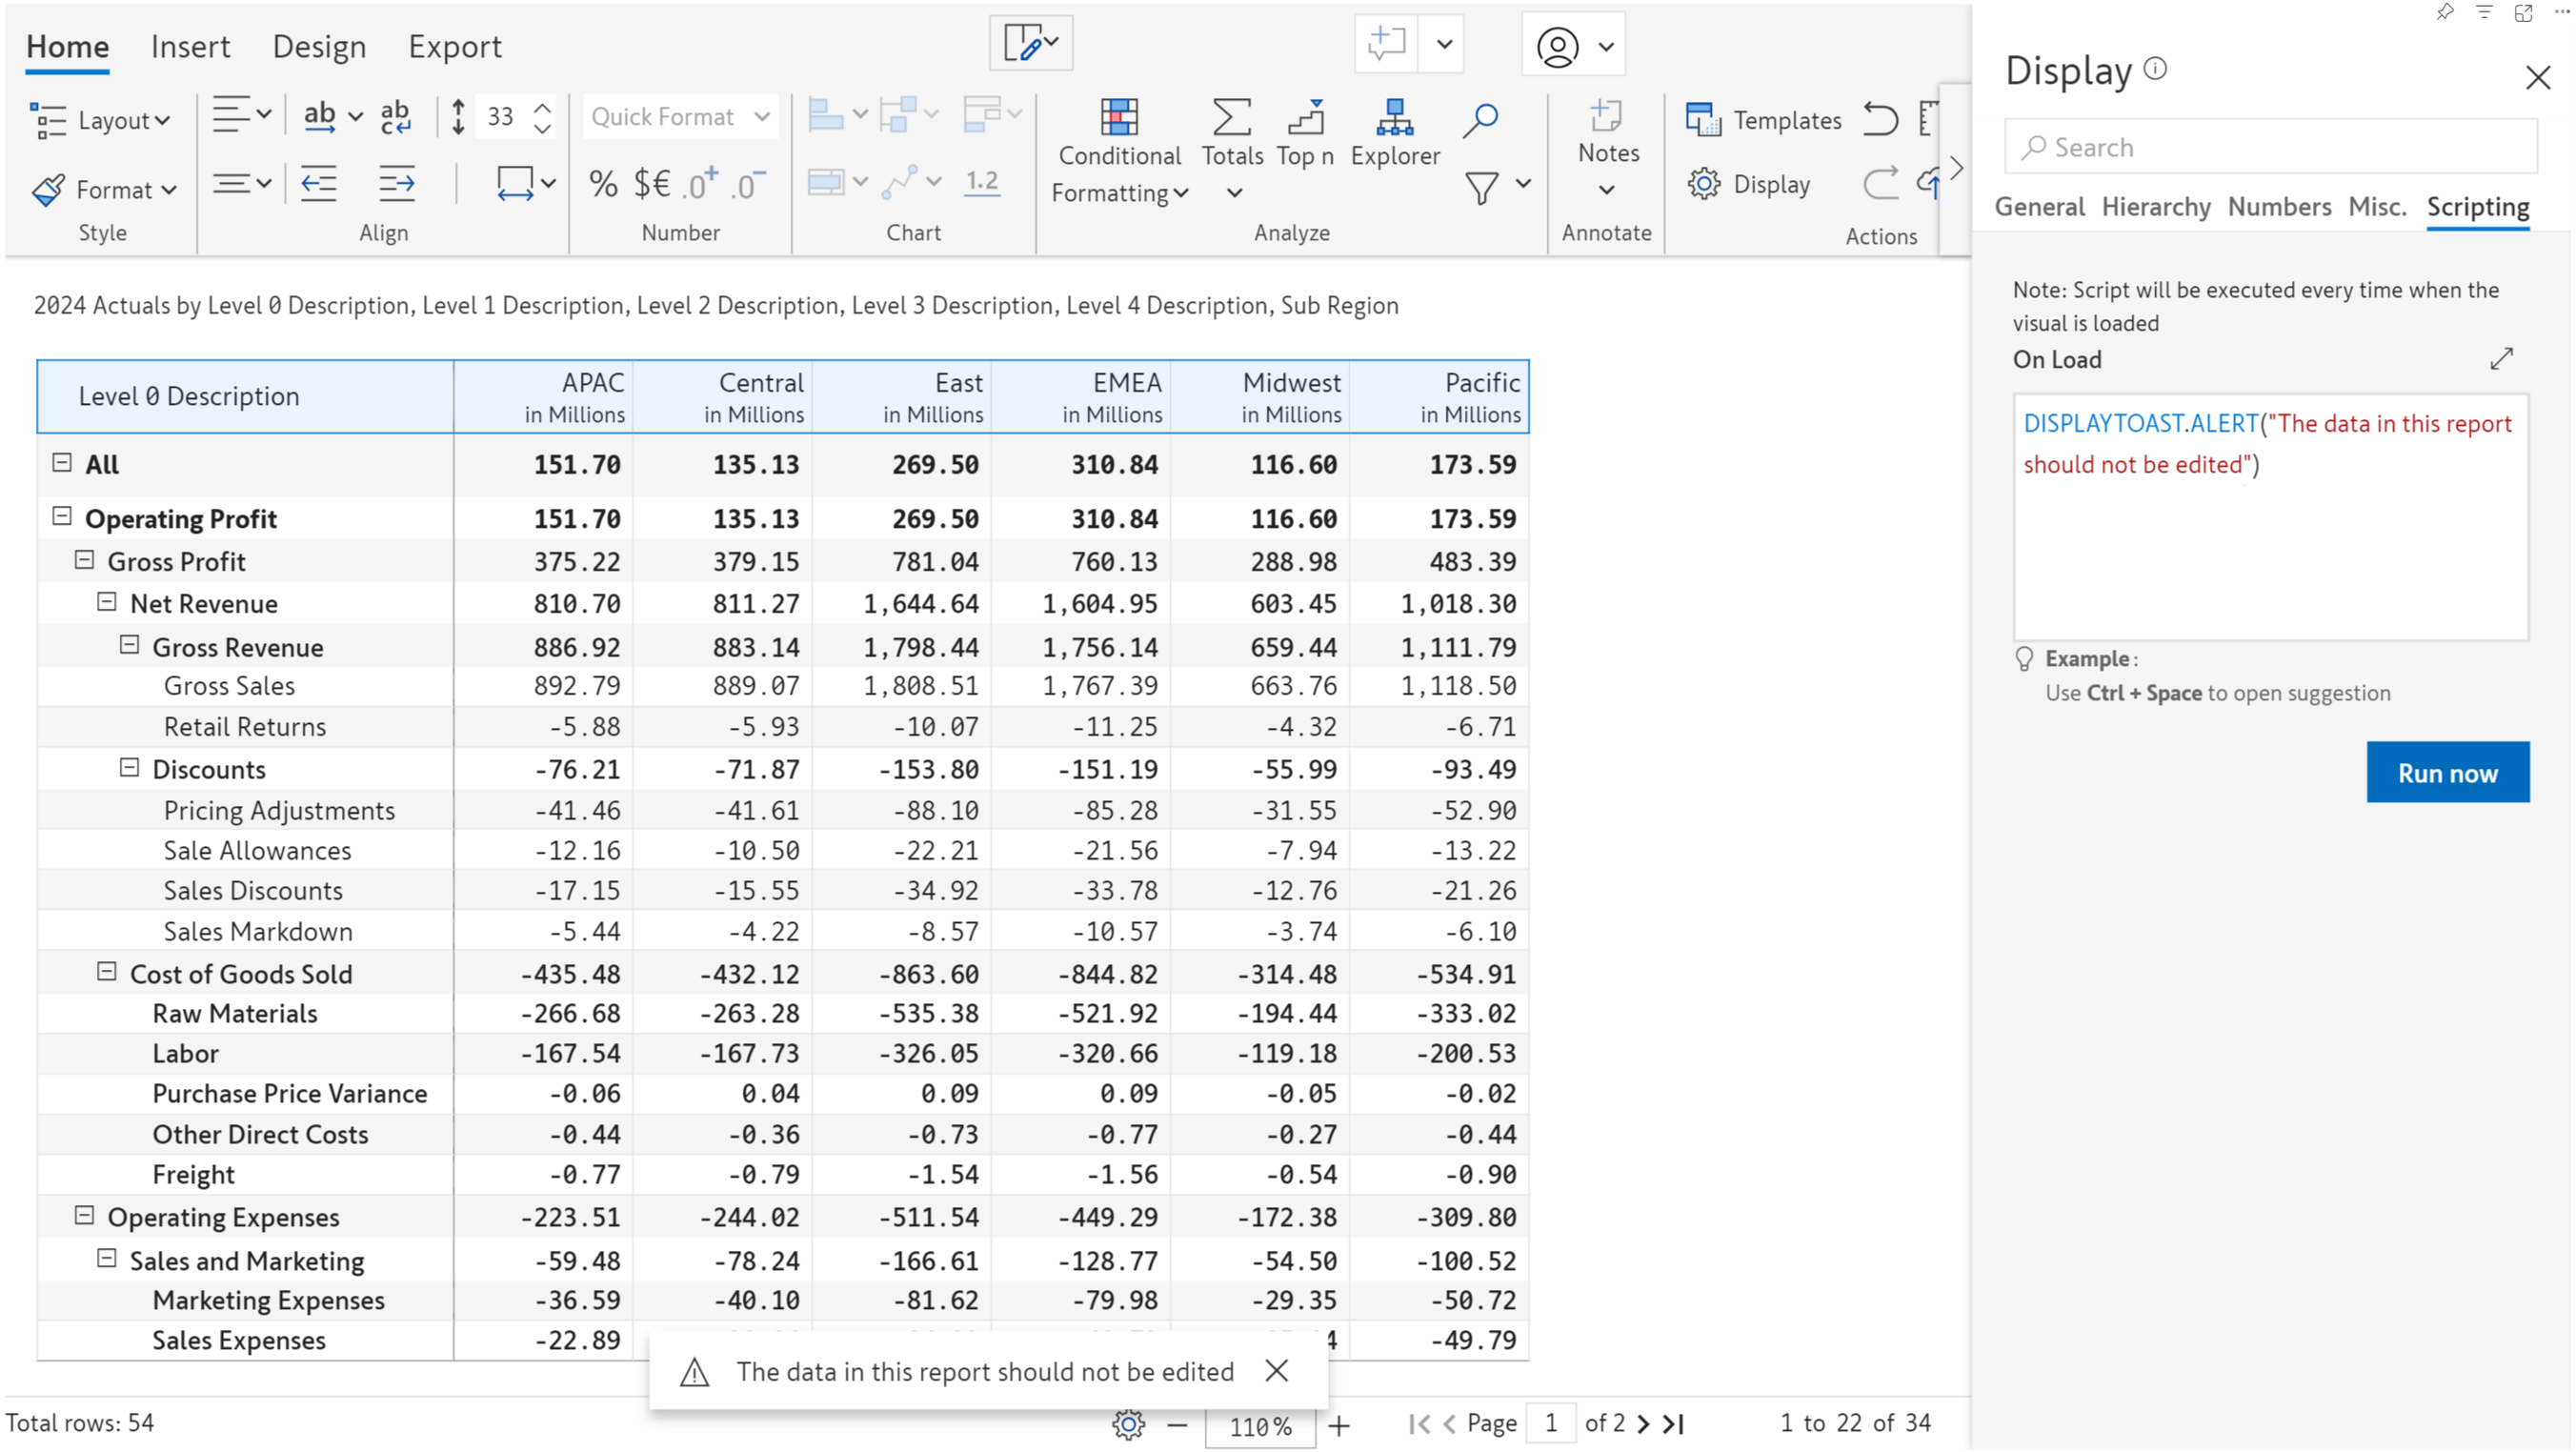 Home Insert Design Export
Layout 33 Quick Format Conditional Formatting Totals Top n Explorer Notes Templates
Format % $€ .0+ .0- 1.2 Display
Style Align Number Chart Analyze Annotate Actions
2024 Actuals by Level 0 Description, Level 1 Description, Level 2 Description, Level 3 Description, Level 4 Description, Sub Region
Level 0 Description APAC Central East EMEA Midwest Pacific
in Millions in Millions in Millions in Millions in Millions in Millions
All 151.70 135.13 269.50 310.84 116.60 173.59
Operating Profit 151.70 135.13 269.50 310.84 116.60 173.59
Gross Profit 375.22 379.15 781.04 760.13 288.98 483.39
Net Revenue 810.70 811.27 1,644.64 1,604.95 603.45 1,018.30
Gross Revenue 886.92 883.14 1,798.44 1,756.14 659.44 1,111.79
Gross Sales 892.79 889.07 1,808.51 1,767.39 663.76 1,118.50
Retail Returns -5.88 -5.93 -10.07 -11.25 -4.32 -6.71
Discounts -76.21 -71.87 -153.80 -151.19 -55.99 -93.49
Pricing Adjustments -41.46 -41.61 -88.10 -85.28 -31.55 -52.90
Sale Allowances -12.16 -10.50 -22.21 -21.56 -7.94 -13.22
Sales Discounts -17.15 -15.55 -34.92 -33.78 -12.76 -21.26
Sales Markdown -5.44 -4.22 -8.57 -10.57 -3.74 -6.10
Cost of Goods Sold -435.48 -432.12 -863.60 -844.82 -314.48 -534.91
Raw Materials -266.68 -263.28 -535.38 -521.92 -194.44 -333.02
Labor -167.54 -167.73 -326.05 -320.66 -119.18 -200.53
Purchase Price Variance -0.06 0.04 0.09 0.09 -0.05 -0.02
Other Direct Costs -0.44 -0.36 -0.73 -0.77 -0.27 -0.44
Freight -0.77 -0.79 -1.54 -1.56 -0.54 -0.90
Operating Expenses -223.51 -244.02 -511.54 -449.29 -172.38 -309.80
Sales and Marketing -59.48 -78.24 -166.61 -128.77 -54.50 -100.52
Marketing Expenses -36.59 -40.10 -81.62 -79.98 -29.35 -50.72
Sales Expenses -22.89 -49.79
The data in this report should not be edited
Total rows: 54 110% Page 1 of 2 1 to 22 of 34
Display
Search
General Hierarchy Numbers Misc. Scripting
Note: Script will be executed every time when the
visual is loaded
On Load
DISPLAYTOAST.ALERT("The data in this report
should not be edited")
Example:
Use Ctrl + Space to open suggestion
Run now